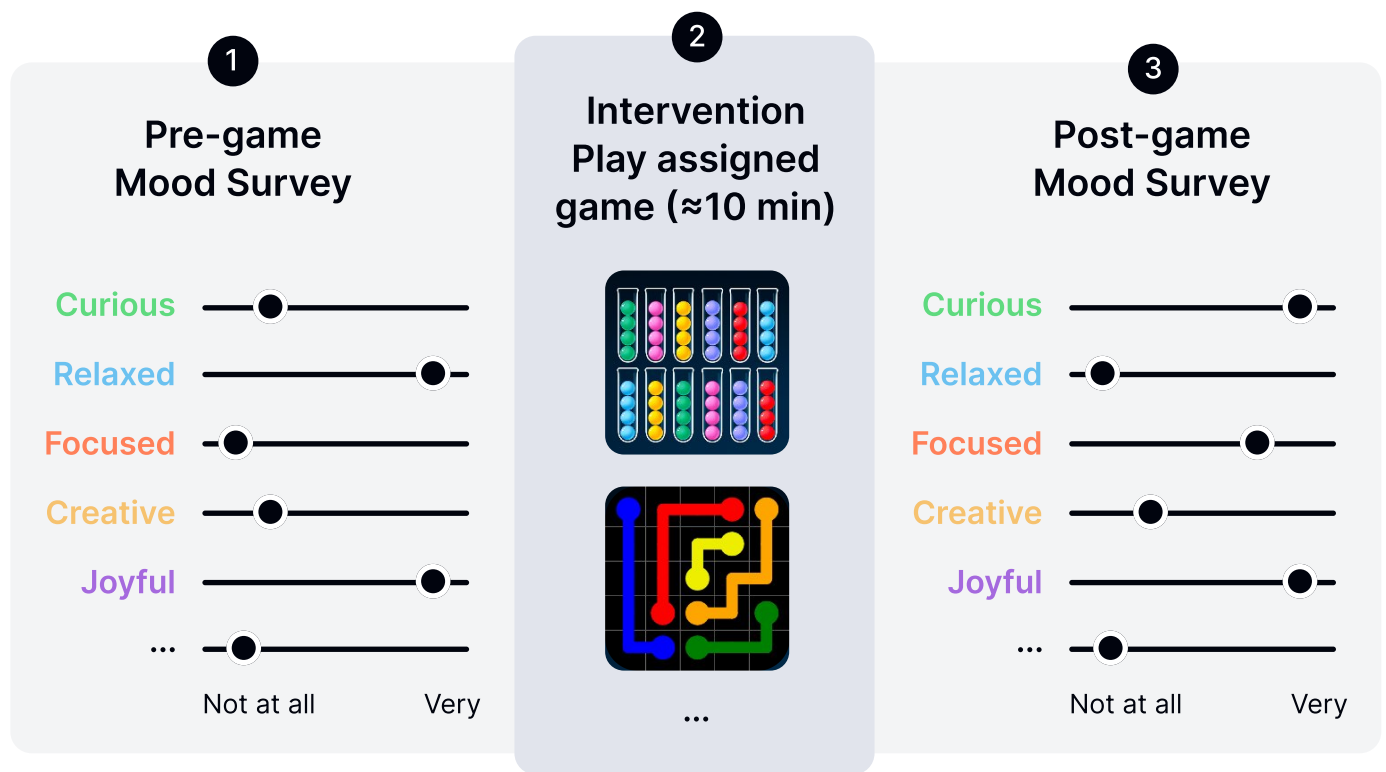 1
Pre-game
Mood Survey
Curious
Relaxed
Focused
Creative
Joyful
...
Not at all
Very
2
Intervention
Play assigned
game (≈10 min)
...
3
Post-game
Mood Survey
Curious
Relaxed
Focused
Creative
Joyful
...
Not at all
Very